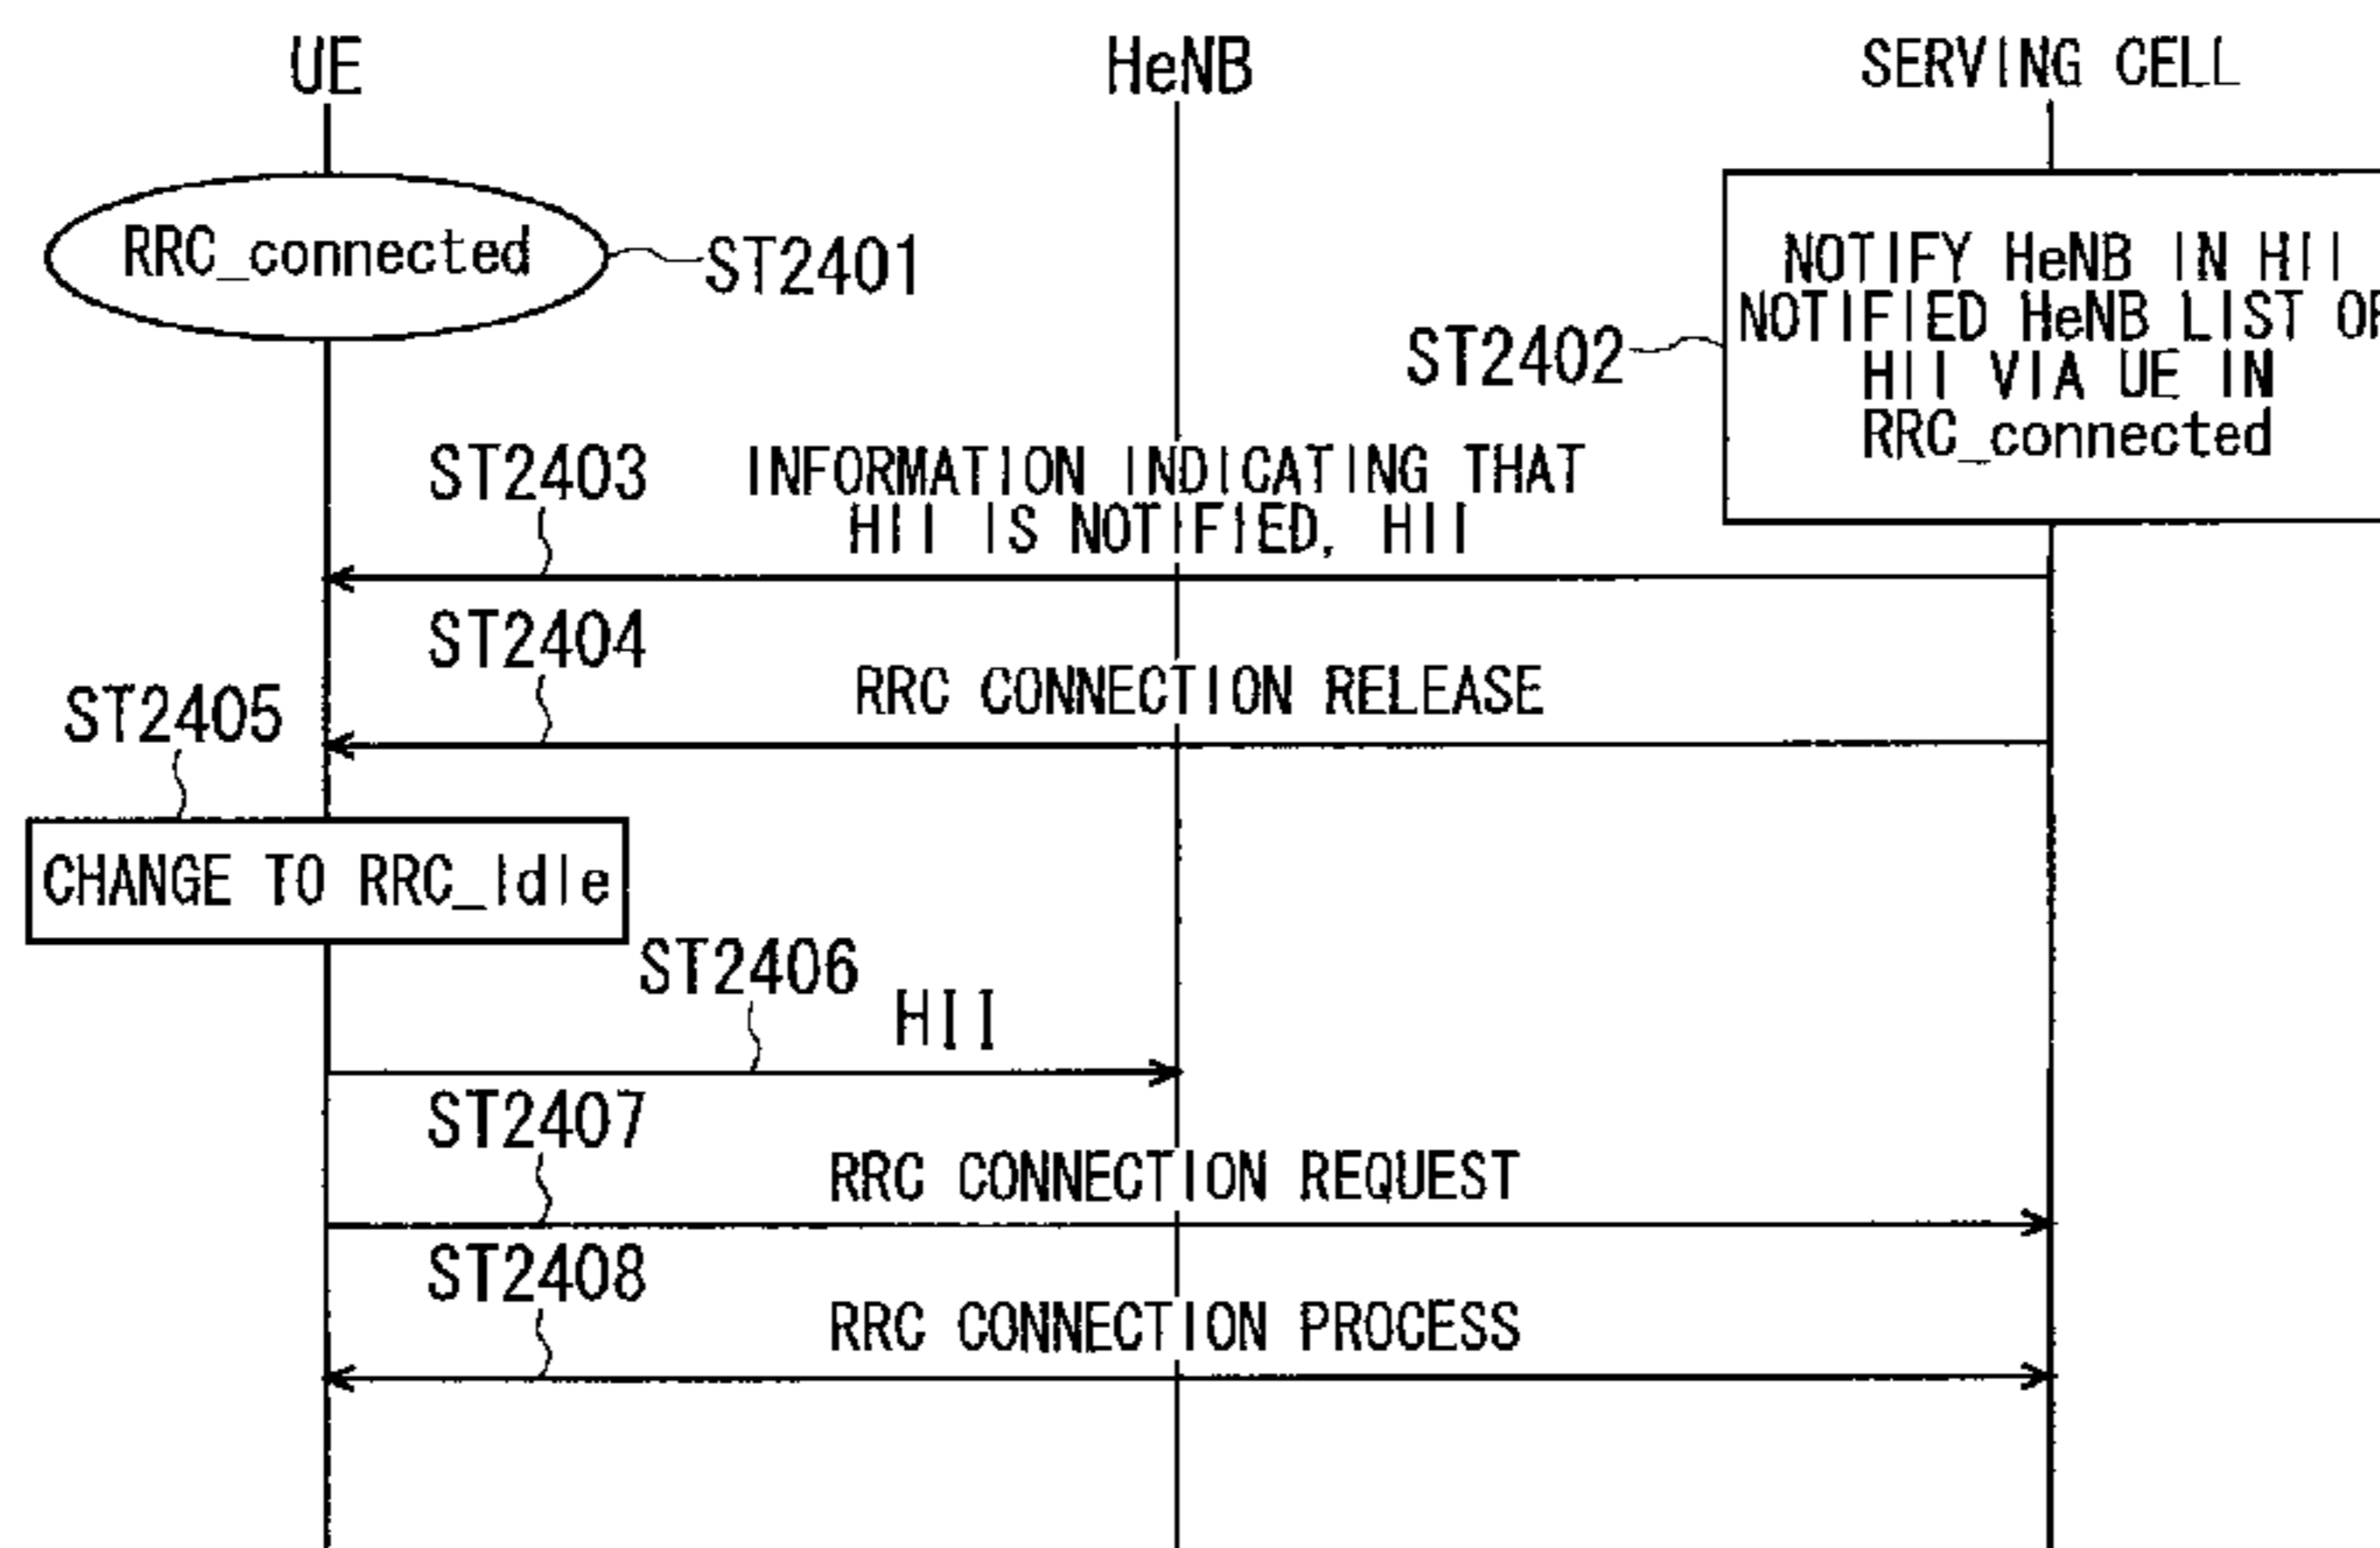 UE
HeNB
SERVING CELL
RRC_connected
ST2401
NOTIFY HeNB IN HII
NOTIFIED HeNB LIST OF
HII VIA UE IN
RRC_connected
ST2402
ST2403
INFORMATION INDICATING THAT
HII IS NOTIFIED, HII
ST2404
RRC CONNECTION RELEASE
ST2405
CHANGE TO RRC_Idle
ST2406
HII
ST2407
RRC CONNECTION REQUEST
ST2408
RRC CONNECTION PROCESS